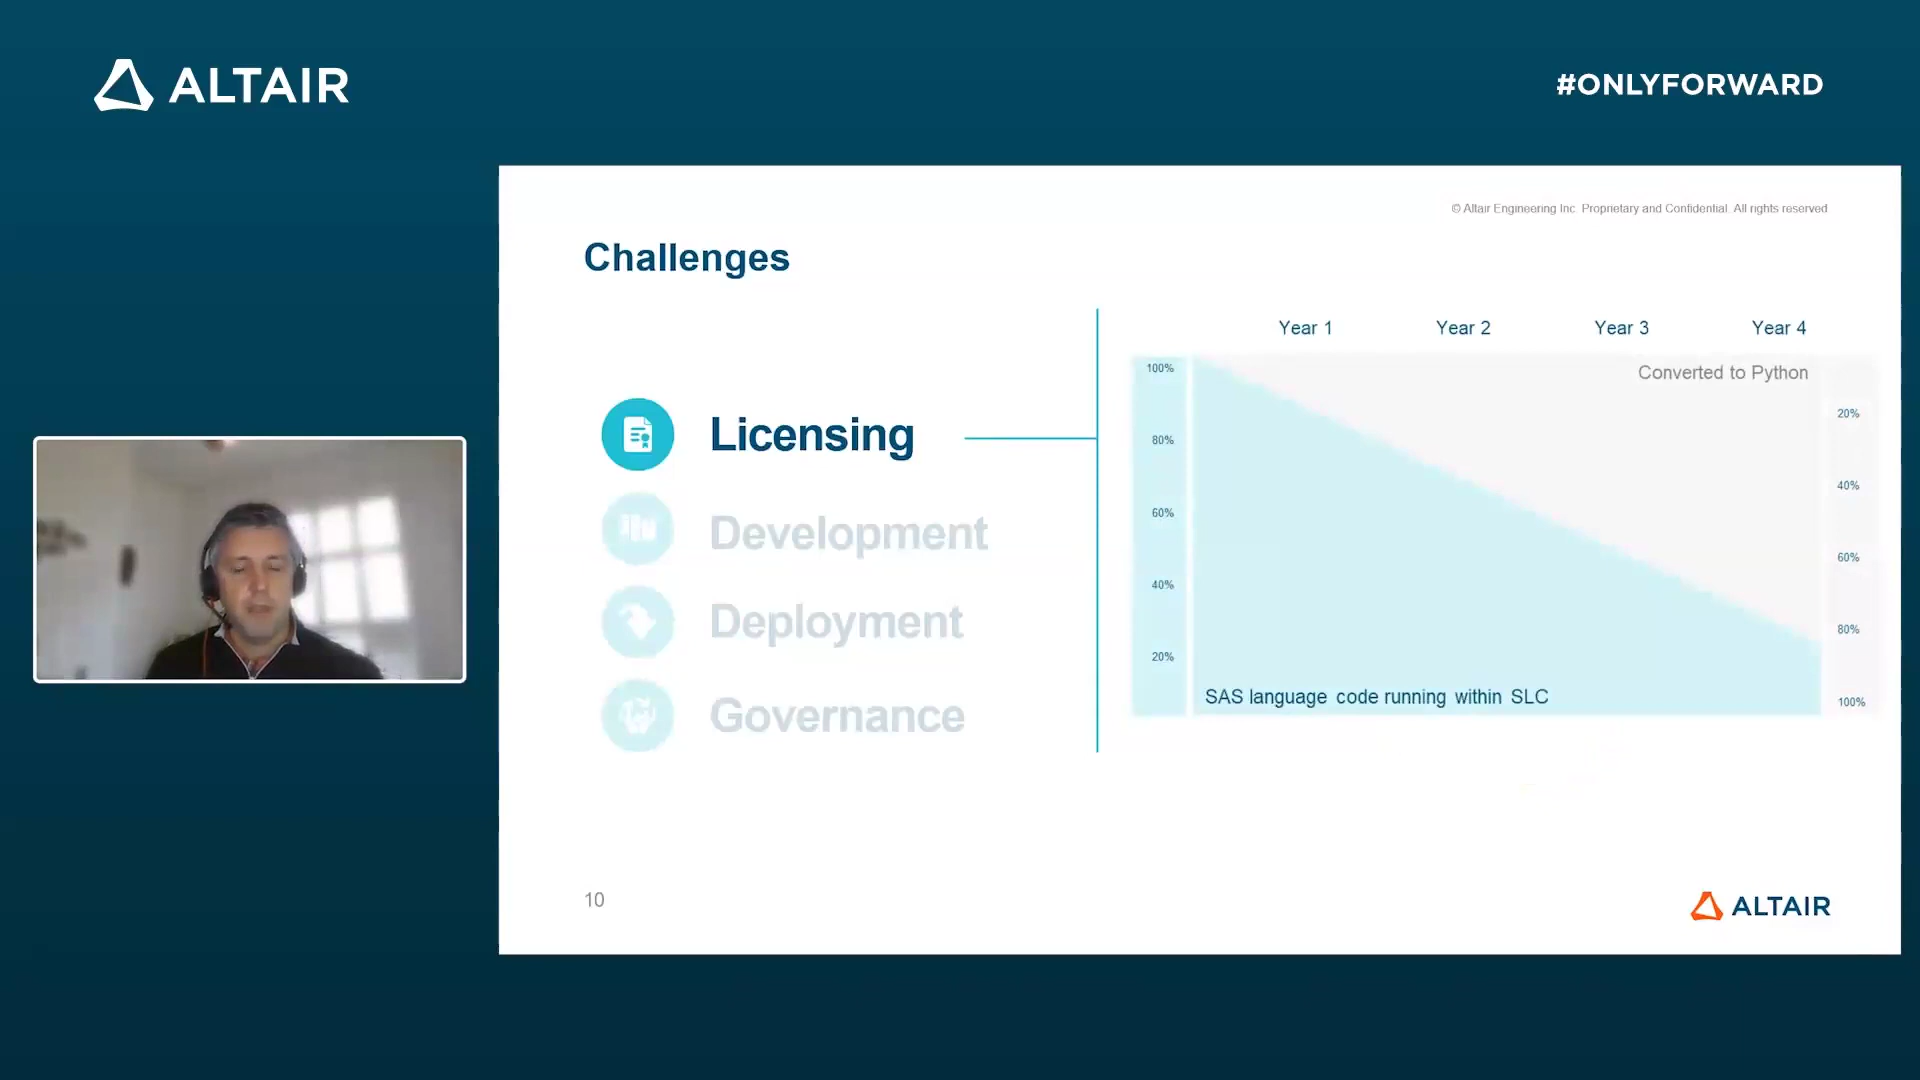 ALTAIR
#ONLYFORWARD
© Altair Engineering Inc. Proprietary and Confidential. All rights reserved
Challenges
Year 1 Year 2 Year 3 Year 4
Converted to Python
100%
80%
60%
40%
20%
20%
40%
60%
80%
100%
SAS language code running within SLC
Licensing
Development
Deployment
Governance
10
ALTAIR